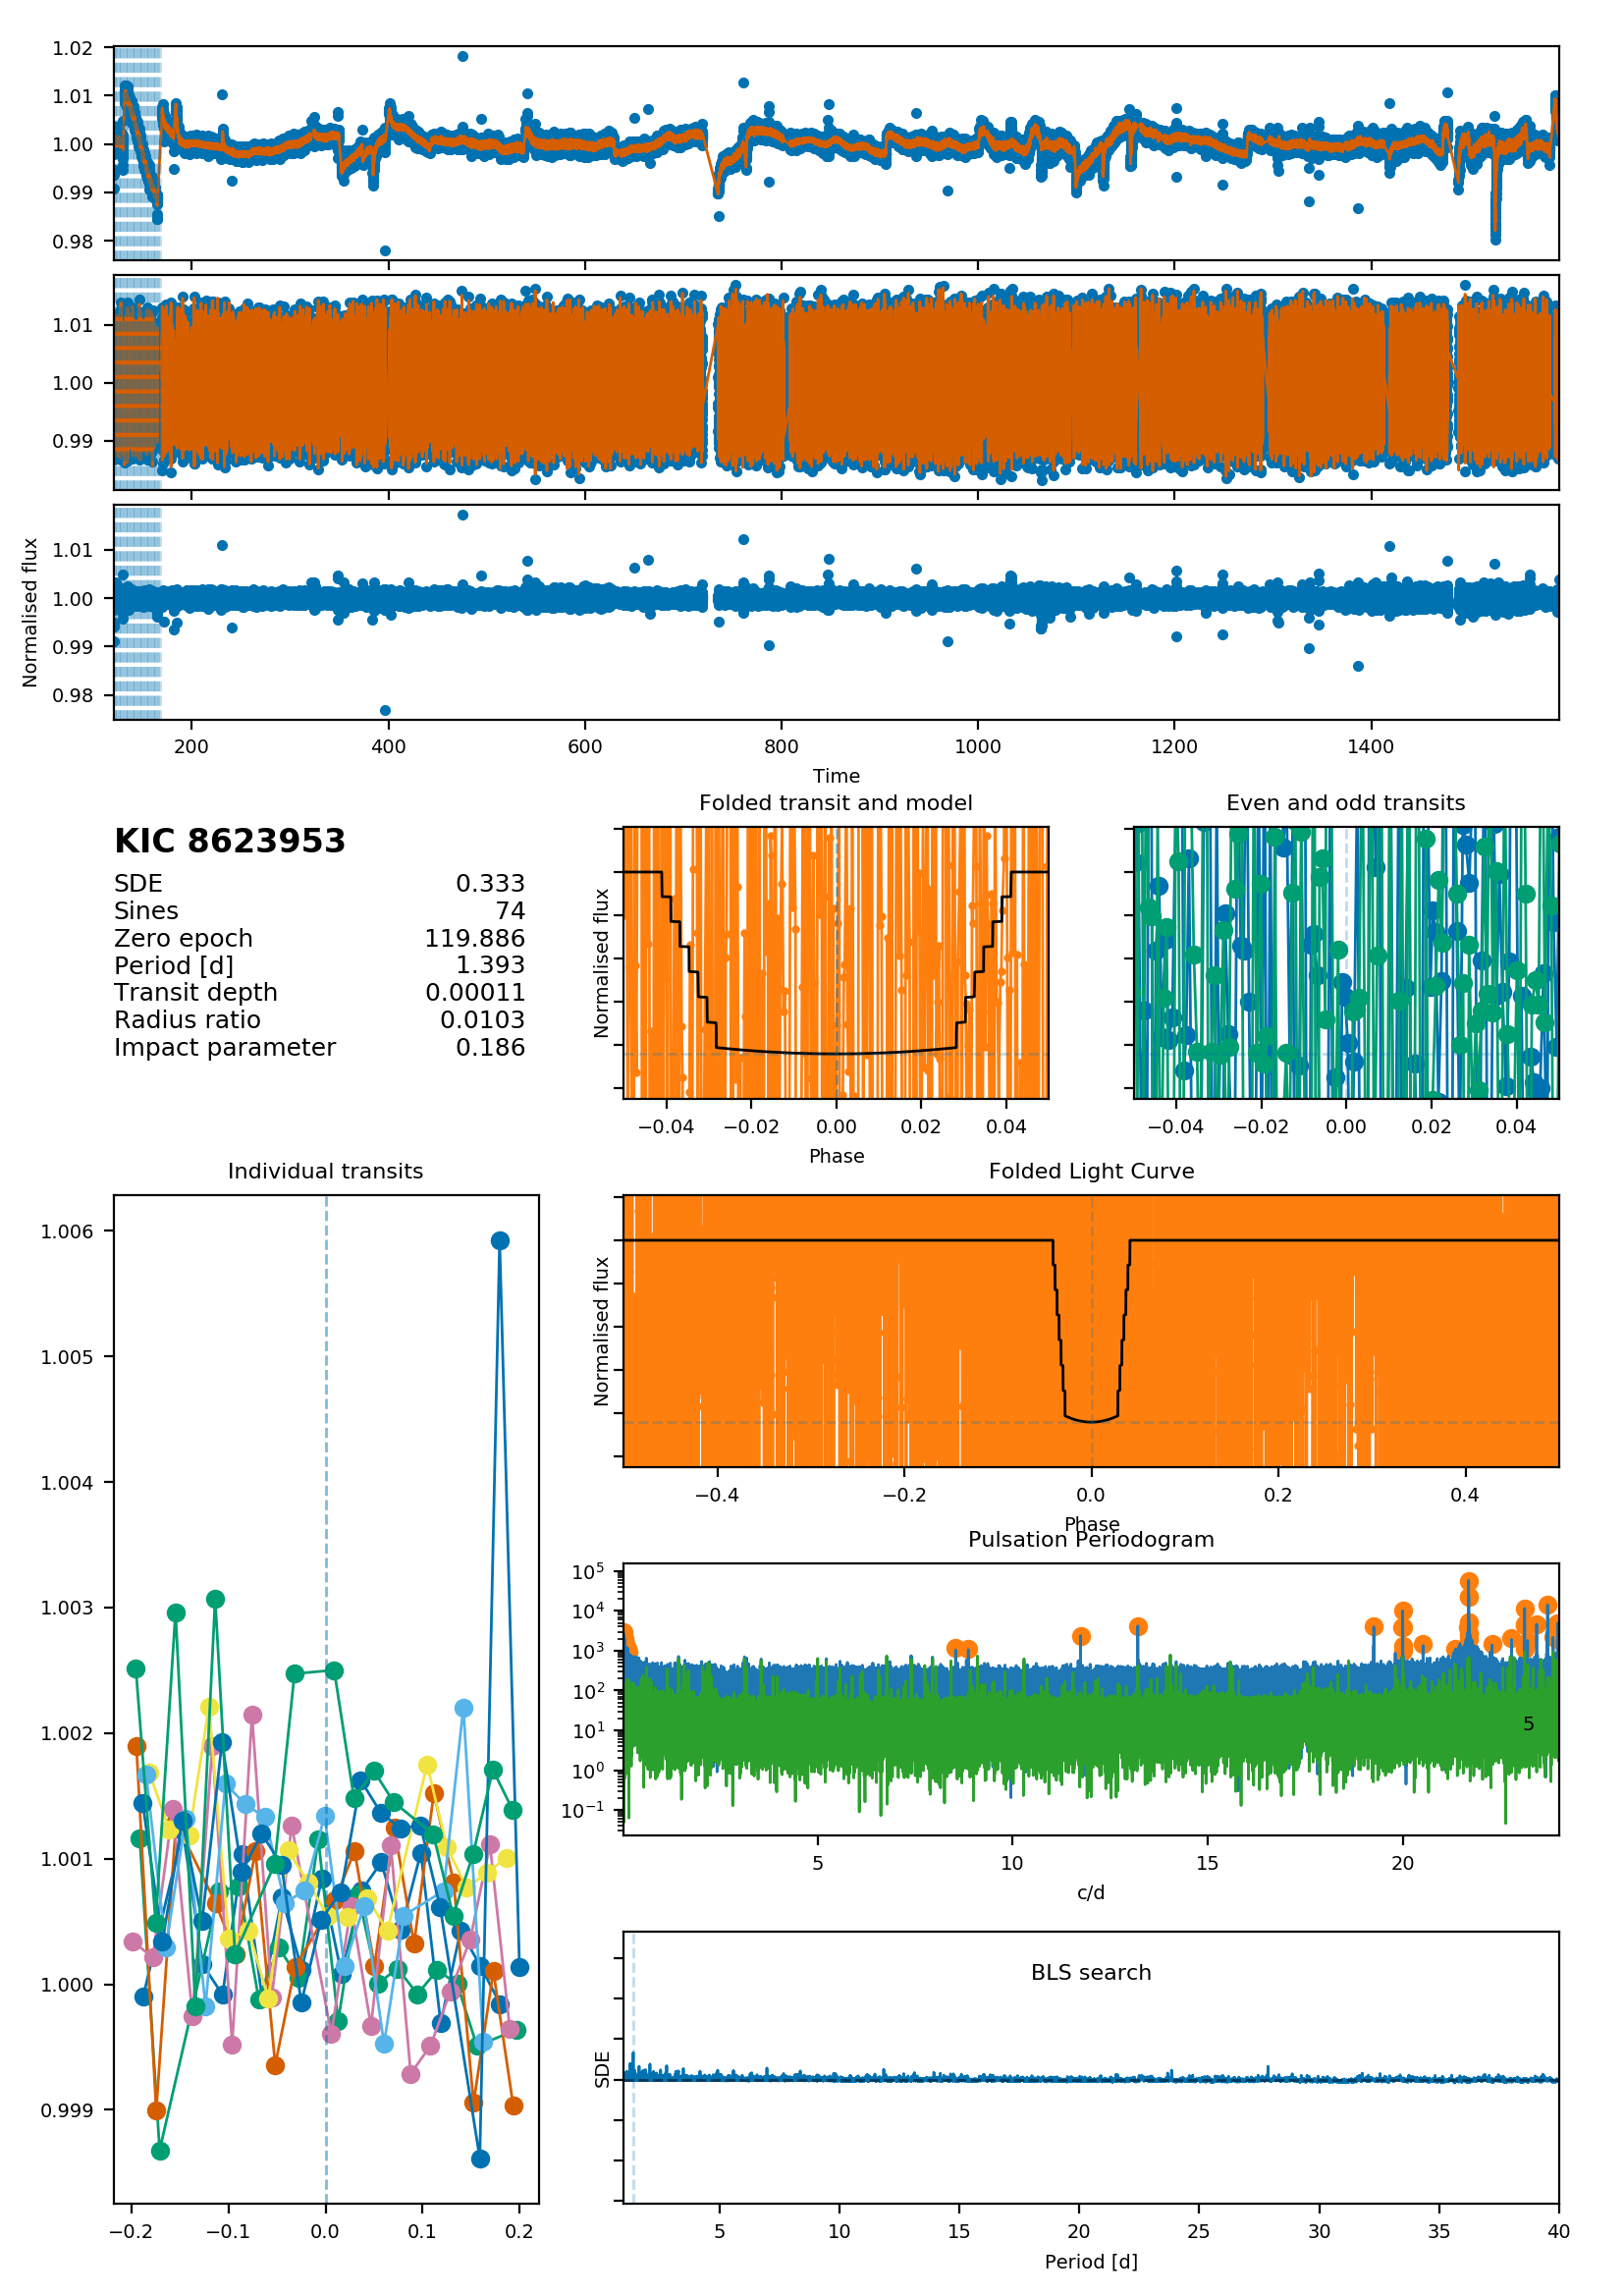 1.02
1.01
1.00
0.99
0.98
1.01
1.00
0.99
1.01
1.00
0.99
0.98
Normalised flux
200 400 600 800 1000 1200 1400
Time
KIC 8623953
SDE 0.333
Sines 74
Zero epoch 119.886
Period [d] 1.393
Transit depth 0.00011
Radius ratio 0.0103
Impact parameter 0.186
Folded transit and model
Normalised flux
−0.04 −0.02 0.00 0.02 0.04
Phase
Even and odd transits
−0.04 −0.02 0.00 0.02 0.04
Individual transits
1.006
1.005
1.004
1.003
1.002
1.001
1.000
0.999
−0.2 −0.1 0.0 0.1 0.2
Folded Light Curve
Normalised flux
−0.4 −0.2 0.0 0.2 0.4
Phase
Pulsation Periodogram
10⁵
10⁴
10³
10²
10¹
10⁰
10⁻¹
5
5 10 15 20
c/d
BLS search
SDE
5 10 15 20 25 30 35 40
Period [d]